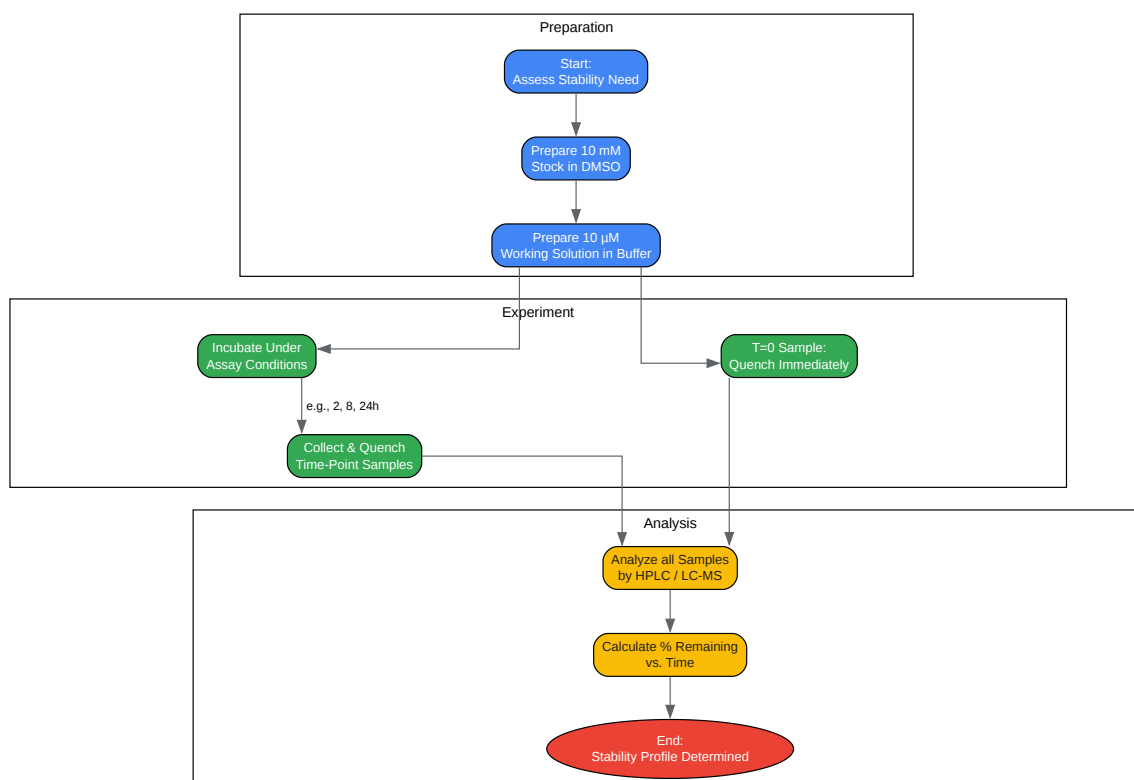 Preparation
Start:
Assess Stability Need
Prepare 10 mM
Stock in DMSO
Prepare 10 µM
Working Solution in Buffer
Experiment
Incubate Under
Assay Conditions
T=0 Sample:
Quench Immediately
e.g., 2, 8, 24h
Collect & Quench
Time-Point Samples
Analysis
Analyze all Samples
by HPLC / LC-MS
Calculate % Remaining
vs. Time
End:
Stability Profile Determined